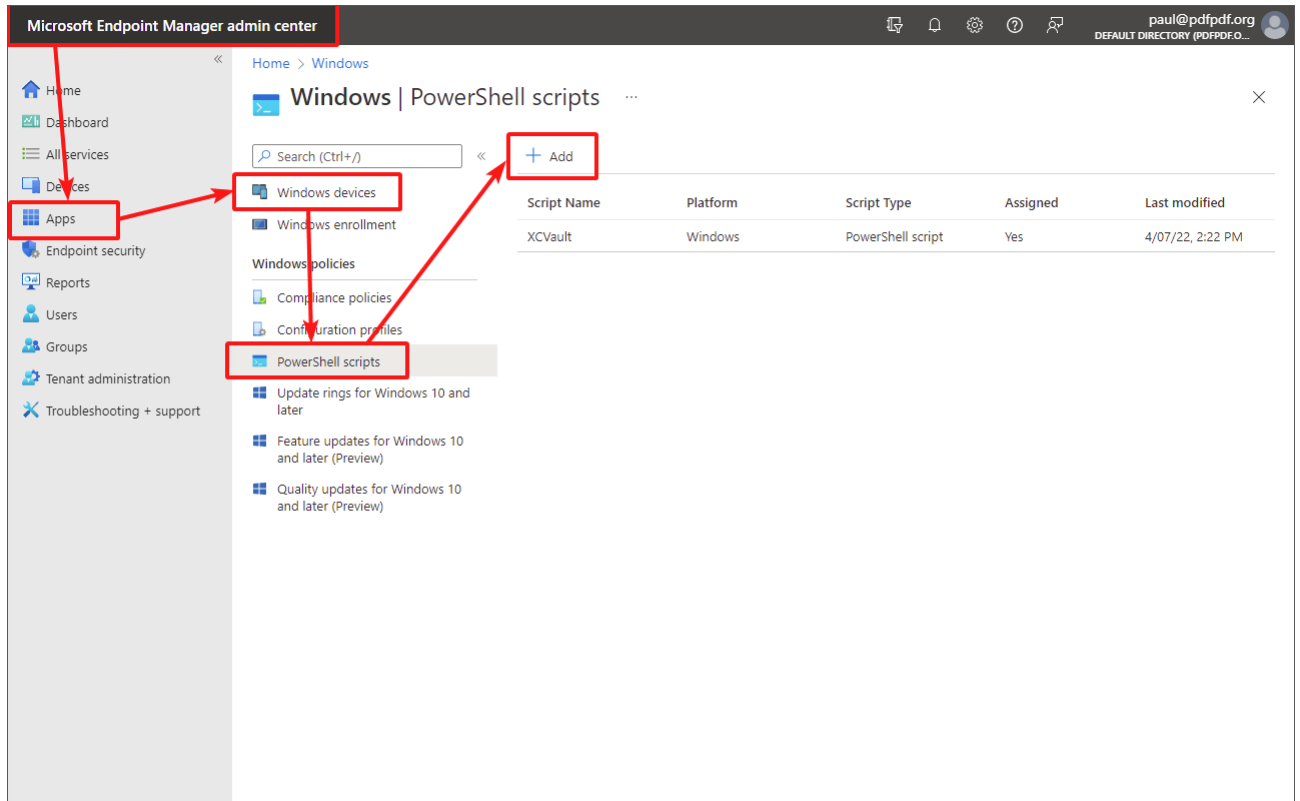 Microsoft Endpoint Manager admin center
paul@pdfpdf.org
DEFAULT DIRECTORY (PDFPDF.O...
Home > Windows
Home
Dashboard
All services
Devices
Apps
Endpoint security
Reports
Users
Groups
Tenant administration
Troubleshooting + support
Windows | PowerShell scripts ...
Search (Ctrl+/)
Windows devices
Windows enrollment
Windows policies
Compliance policies
Configuration profiles
PowerShell scripts
Update rings for Windows 10 and
later
Feature updates for Windows 10
and later (Preview)
Quality updates for Windows 10
and later (Preview)
+ Add
Script Name Platform Script Type Assigned Last modified
XCVault Windows PowerShell script Yes 4/07/22, 2:22 PM